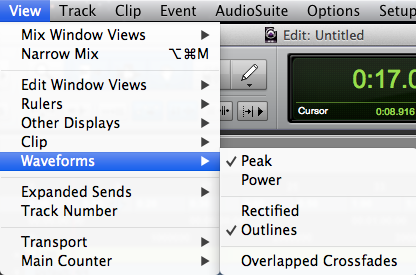 View Track Clip Event AudioSuite Options Setup
Edit: Untitled
Mix Window Views
Narrow Mix ⌥⌘M
0:17.0
Cursor 0:08.916
Edit Window Views
Rulers
Other Displays
Clip
Waveforms
Peak
Power
Expanded Sends
Track Number
Rectified
Outlines
Transport
Main Counter
Overlapped Crossfades